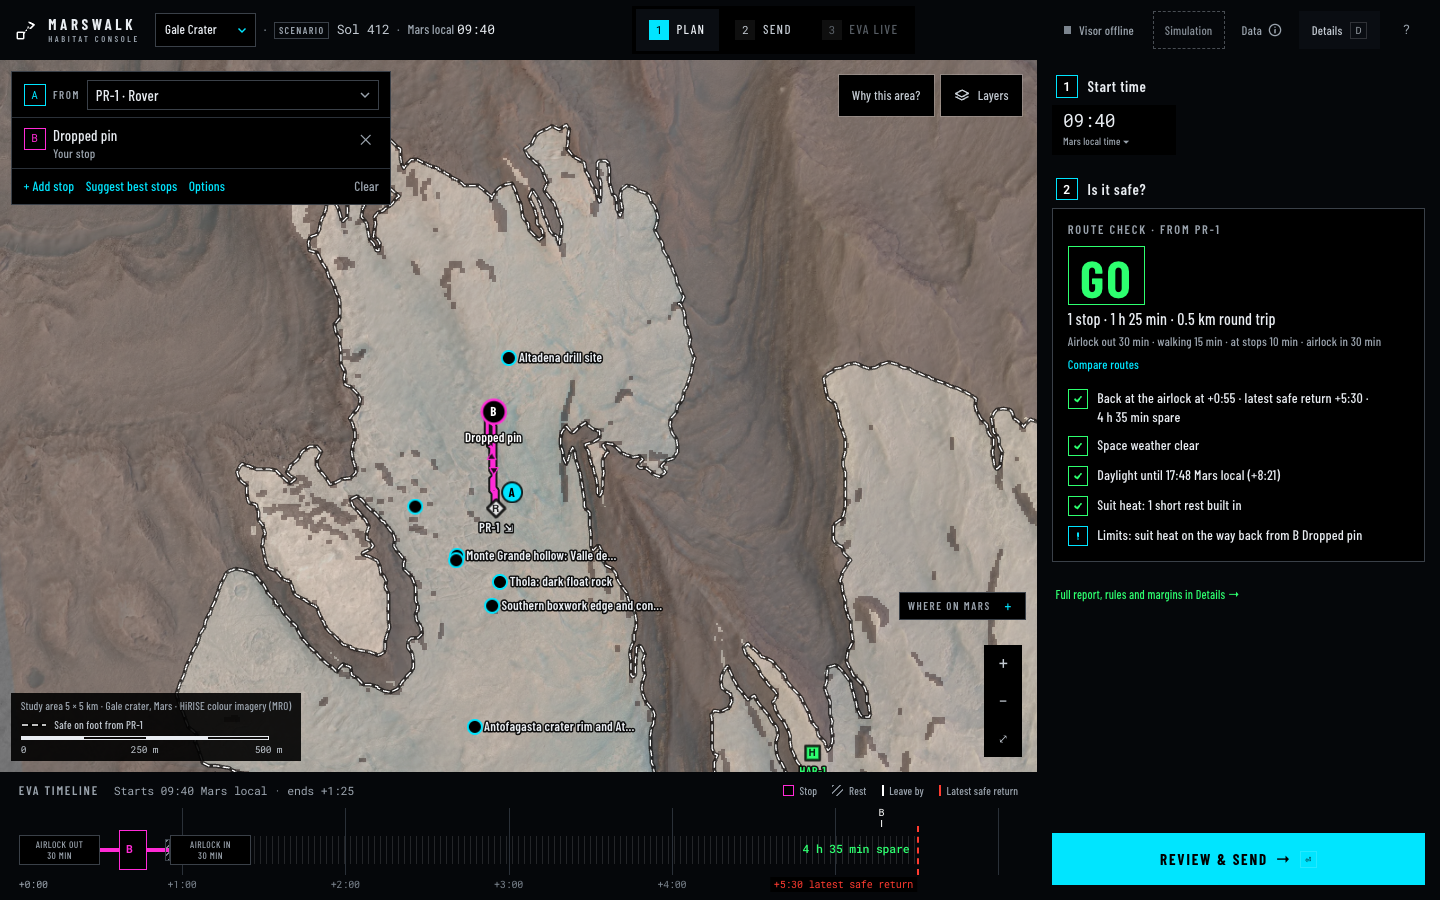 MARSWALK
HABITAT CONSOLE
Gale Crater
· SCENARIO Sol 412 · Mars local 09:40
1 PLAN
2 SEND
3 EVA LIVE
Visor offline
Simulation
Data
Details D
?
A FROM PR-1 · Rover
B Dropped pin
Your stop
+ Add stop Suggest best stops Options Clear
Why this area?
Layers
Altadena drill site
B
Dropped pin
A
R
PR-1
Monte Grande hollow: Valle de...
Thola: dark float rock
Southern boxwork edge and con...
Antofagasta crater rim and At...
H
HAB-1
WHERE ON MARS +
+
−
Study area 5 × 5 km · Gale crater, Mars · HiRISE colour imagery (MRO)
Safe on foot from PR-1
0 250 m 500 m
1 Start time
09:40
Mars local time
2 Is it safe?
ROUTE CHECK · FROM PR-1
GO
1 stop · 1 h 25 min · 0.5 km round trip
Airlock out 30 min · walking 15 min · at stops 10 min · airlock in 30 min
Compare routes
Back at the airlock at +0:55 · latest safe return +5:30 ·
4 h 35 min spare
Space weather clear
Daylight until 17:48 Mars local (+8:21)
Suit heat: 1 short rest built in
! Limits: suit heat on the way back from B Dropped pin
Full report, rules and margins in Details →
REVIEW & SEND → ⏎
EVA TIMELINE Starts 09:40 Mars local · ends +1:25
Stop Rest Leave by Latest safe return
B
AIRLOCK OUT
30 MIN
B
AIRLOCK IN
30 MIN
4 h 35 min spare
+0:00 +1:00 +2:00 +3:00 +4:00 +5:30 latest safe return